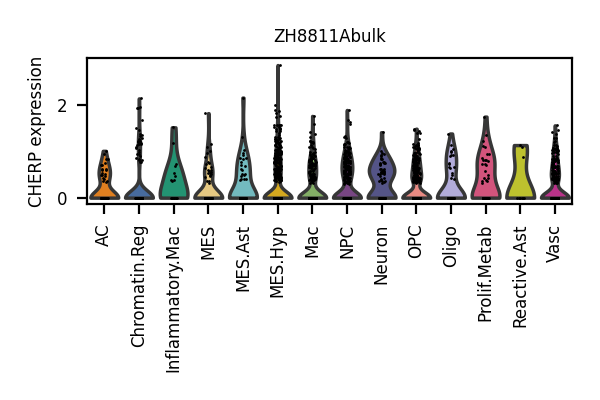 ZH8811Abulk
CHERP expression
2
0
AC
Chromatin.Reg
Inflammatory.Mac
MES
MES.Ast
MES.Hyp
Mac
NPC
Neuron
OPC
Oligo
Prolif.Metab
Reactive.Ast
Vasc